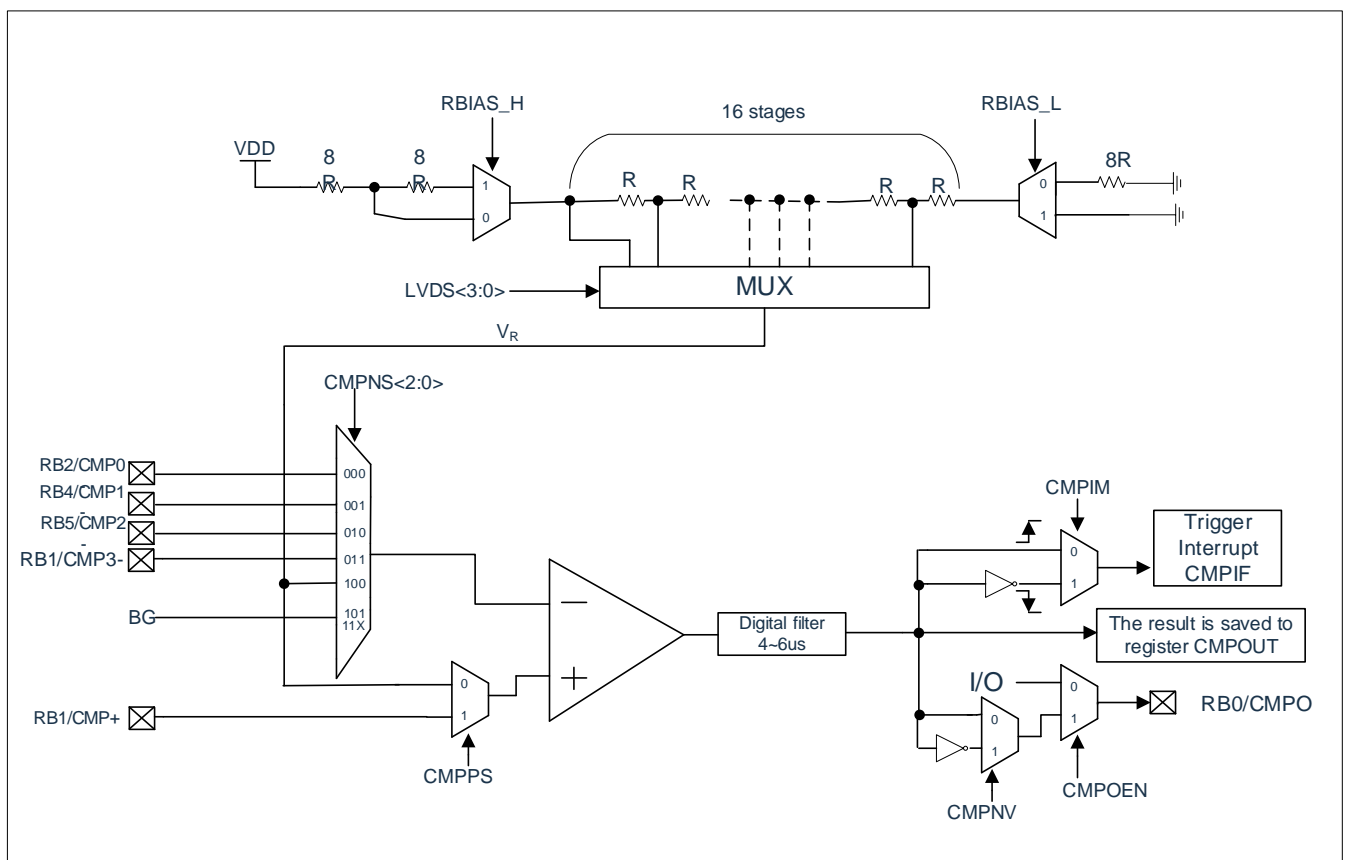 RBIAS_H
16 stages
RBIAS_L
VDD
8
R
8
R
1
0
R
R
R
R
0
1
8R
LVDS<3:0>
MUX
VR
CMPNS<2:0>
RB2/CMP0
-
RB4/CMP1
-
RB5/CMP2
-
RB1/CMP3-
BG
000
001
010
011
100
101
11X
RB1/CMP+
0
1
CMPPS
Digital filter
4~6us
CMPIM
0
1
Trigger
Interrupt
CMPIF
The result is saved to
register CMPOUT
I/O
0
1
0
1
RB0/CMPO
CMPOEN
CMPNV